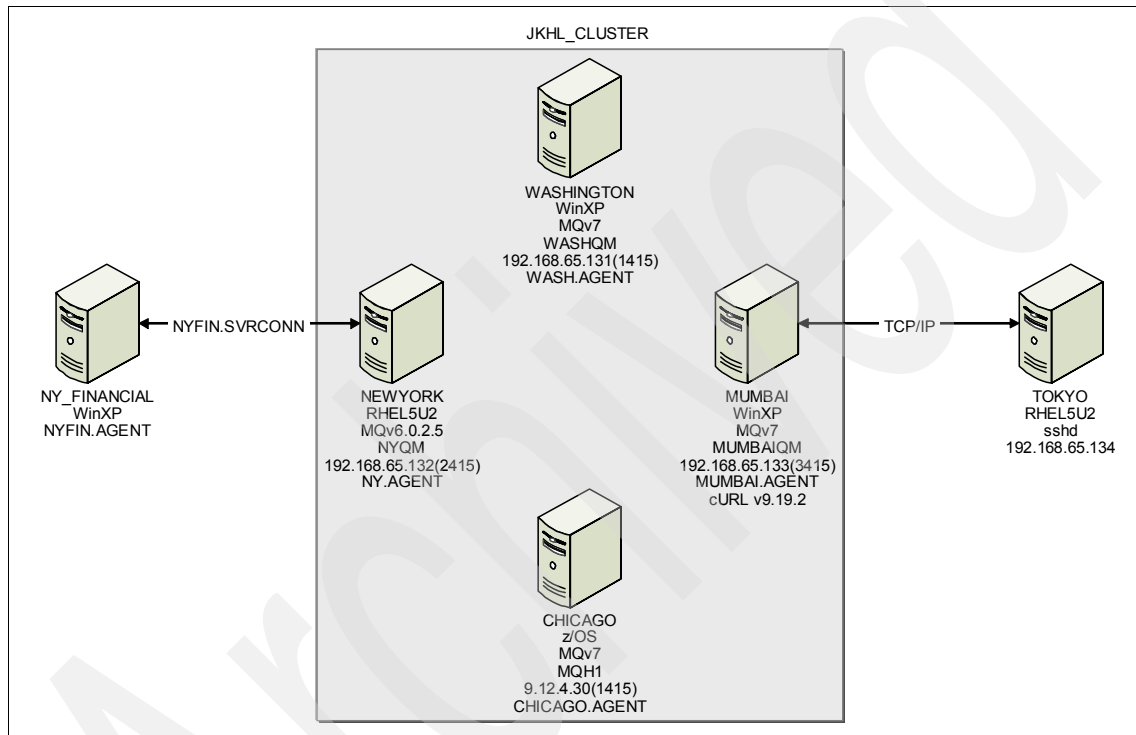 JKHL_CLUSTER
WASHINGTON
WinXP
MQv7
WASHQM
192.168.65.131(1415)
WASH.AGENT
NYFIN.SVRCONN
TCP/IP
NY_FINANCIAL
WinXP
NYFIN.AGENT
NEWYORK
RHEL5U2
MQv6.0.2.5
NYQM
192.168.65.132(2415)
NY.AGENT
MUMBAI
WinXP
MQv7
MUMBAIQM
192.168.65.133(3415)
MUMBAI.AGENT
cURL v9.19.2
TOKYO
RHEL5U2
sshd
192.168.65.134
CHICAGO
z/OS
MQv7
MQH1
9.12.4.30(1415)
CHICAGO.AGENT
Archived